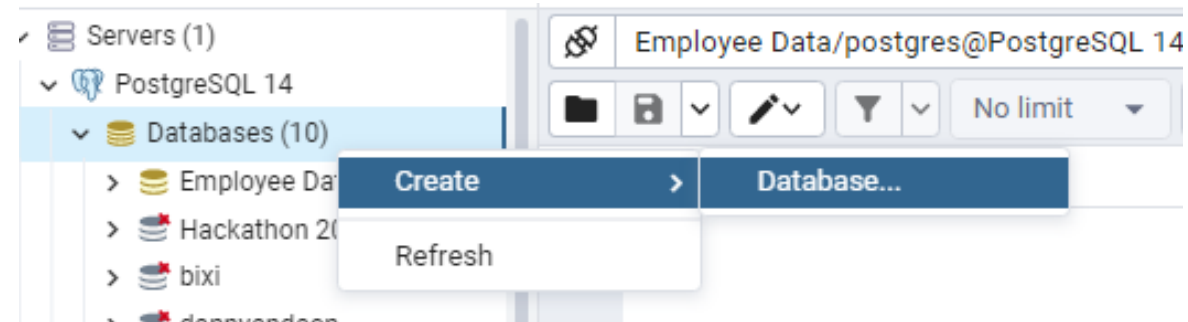 Servers (1)
Employee Data/postgres@PostgreSQL 14
PostgreSQL 14
No limit
Databases (10)
Employee Da
Create
Database...
Hackathon 20
Refresh
bixi